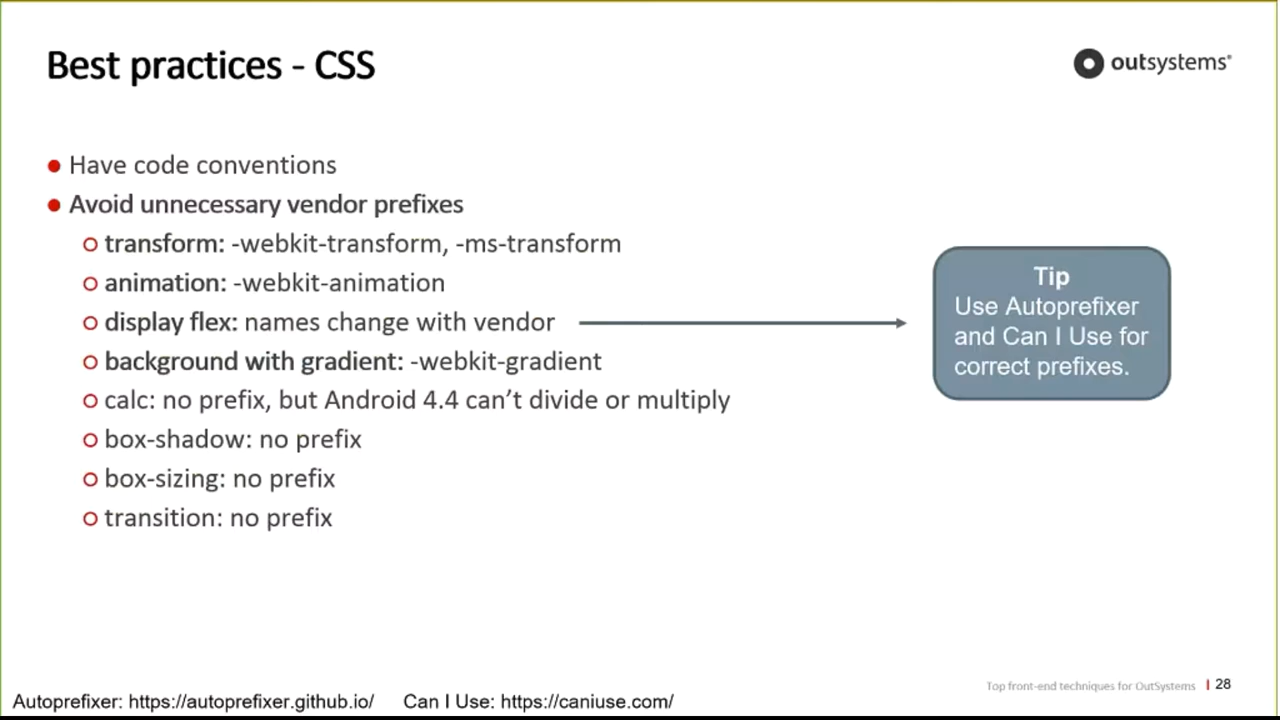 Best practices - CSS
outsystems®
● Have code conventions
● Avoid unnecessary vendor prefixes
○ transform: -webkit-transform, -ms-transform
○ animation: -webkit-animation
○ display flex: names change with vendor
○ background with gradient: -webkit-gradient
○ calc: no prefix, but Android 4.4 can’t divide or multiply
○ box-shadow: no prefix
○ box-sizing: no prefix
○ transition: no prefix
Tip
Use Autoprefixer
and Can I Use for
correct prefixes.
Top front-end techniques for OutSystems | 28
Autoprefixer: https://autoprefixer.github.io/ Can I Use: https://caniuse.com/